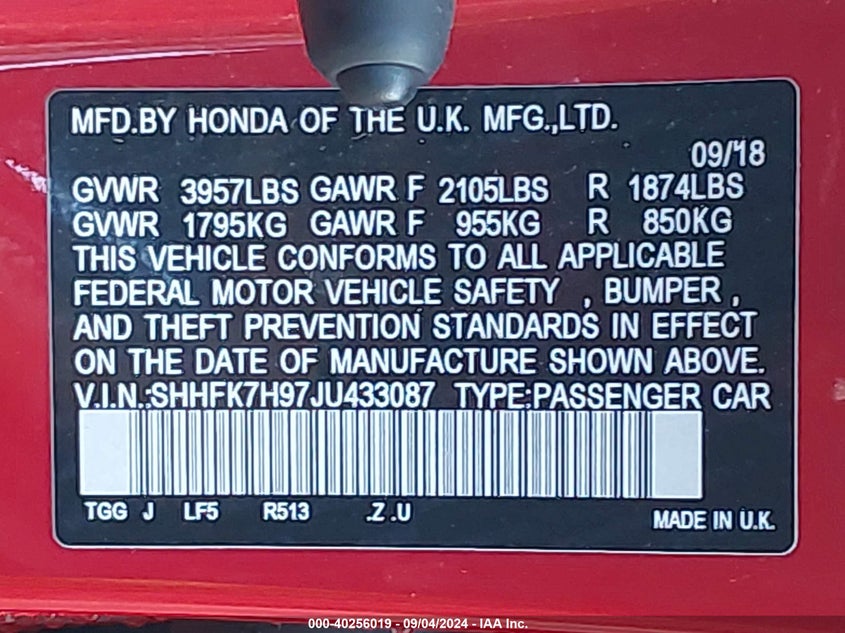 MFD.BY HONDA OF THE U.K. MFG.,LTD.
09/18
GVWR 3957LBS GAWR F 2105LBS R 1874LBS
GVWR 1795KG GAWR F 955KG R 850KG
THIS VEHICLE CONFORMS TO ALL APPLICABLE
FEDERAL MOTOR VEHICLE SAFETY , BUMPER ,
AND THEFT PREVENTION STANDARDS IN EFFECT
ON THE DATE OF MANUFACTURE SHOWN ABOVE.
V.I.N.:SHHFK7H97JU433087 TYPE:PASSENGER CAR
TGG J LF5 R513 .Z .U
MADE IN U.K.
000-40256019 - 09/04/2024 - IAA Inc.